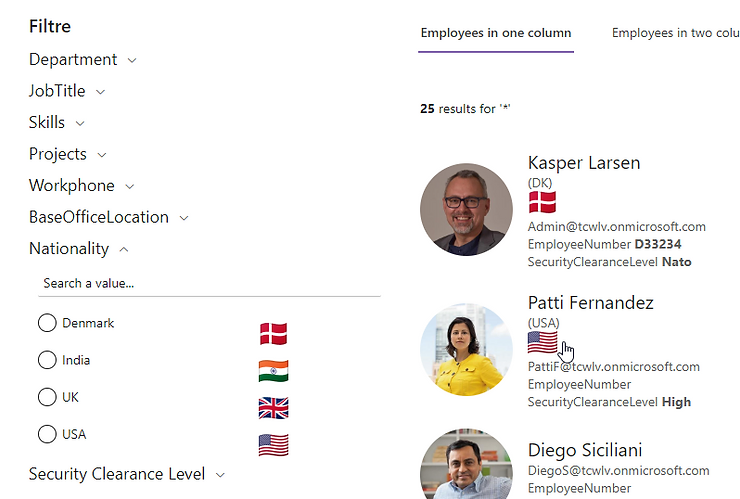 Filtre
Department
JobTitle
Skills
Projects
Workphone
BaseOfficeLocation
Nationality
Search a value...
Denmark
India
UK
USA
Security Clearance Level
Employees in one column
Employees in two colu
25 results for '*'
Kasper Larsen
(DK)
Admin@tcwlv.onmicrosoft.com
EmployeeNumber D33234
SecurityClearanceLevel Nato
Patti Fernandez
(USA)
PattiF@tcwlv.onmicrosoft.com
EmployeeNumber
SecurityClearanceLevel High
Diego Siciliani
DiegoS@tcwlv.onmicrosoft.com
EmployeeNumber